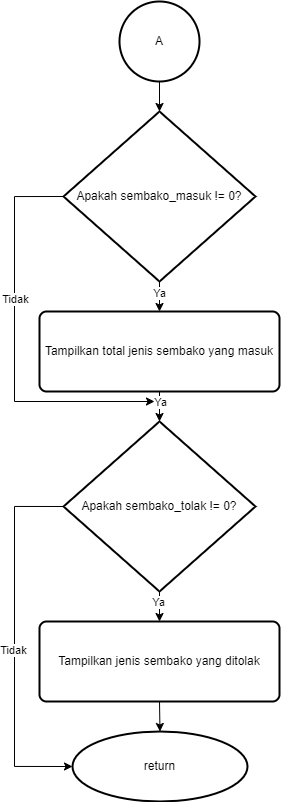 A
Apakah sembako_masuk != 0?
Ya
Tidak
Tampilkan total jenis sembako yang masuk
Ya
Apakah sembako_tolak != 0?
Ya
Tidak
Tampilkan jenis sembako yang ditolak
return